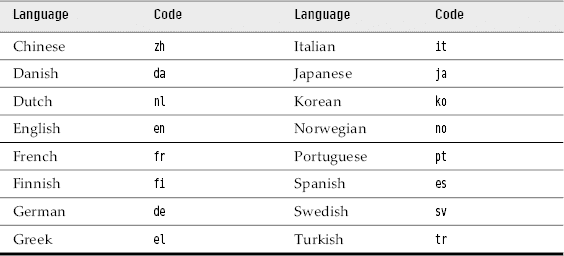 Language Code Language Code
Chinese zh Italian it
Danish da Japanese ja
Dutch nl Korean ko
English en Norwegian no
French fr Portuguese pt
Finnish fi Spanish es
German de Swedish sv
Greek el Turkish tr